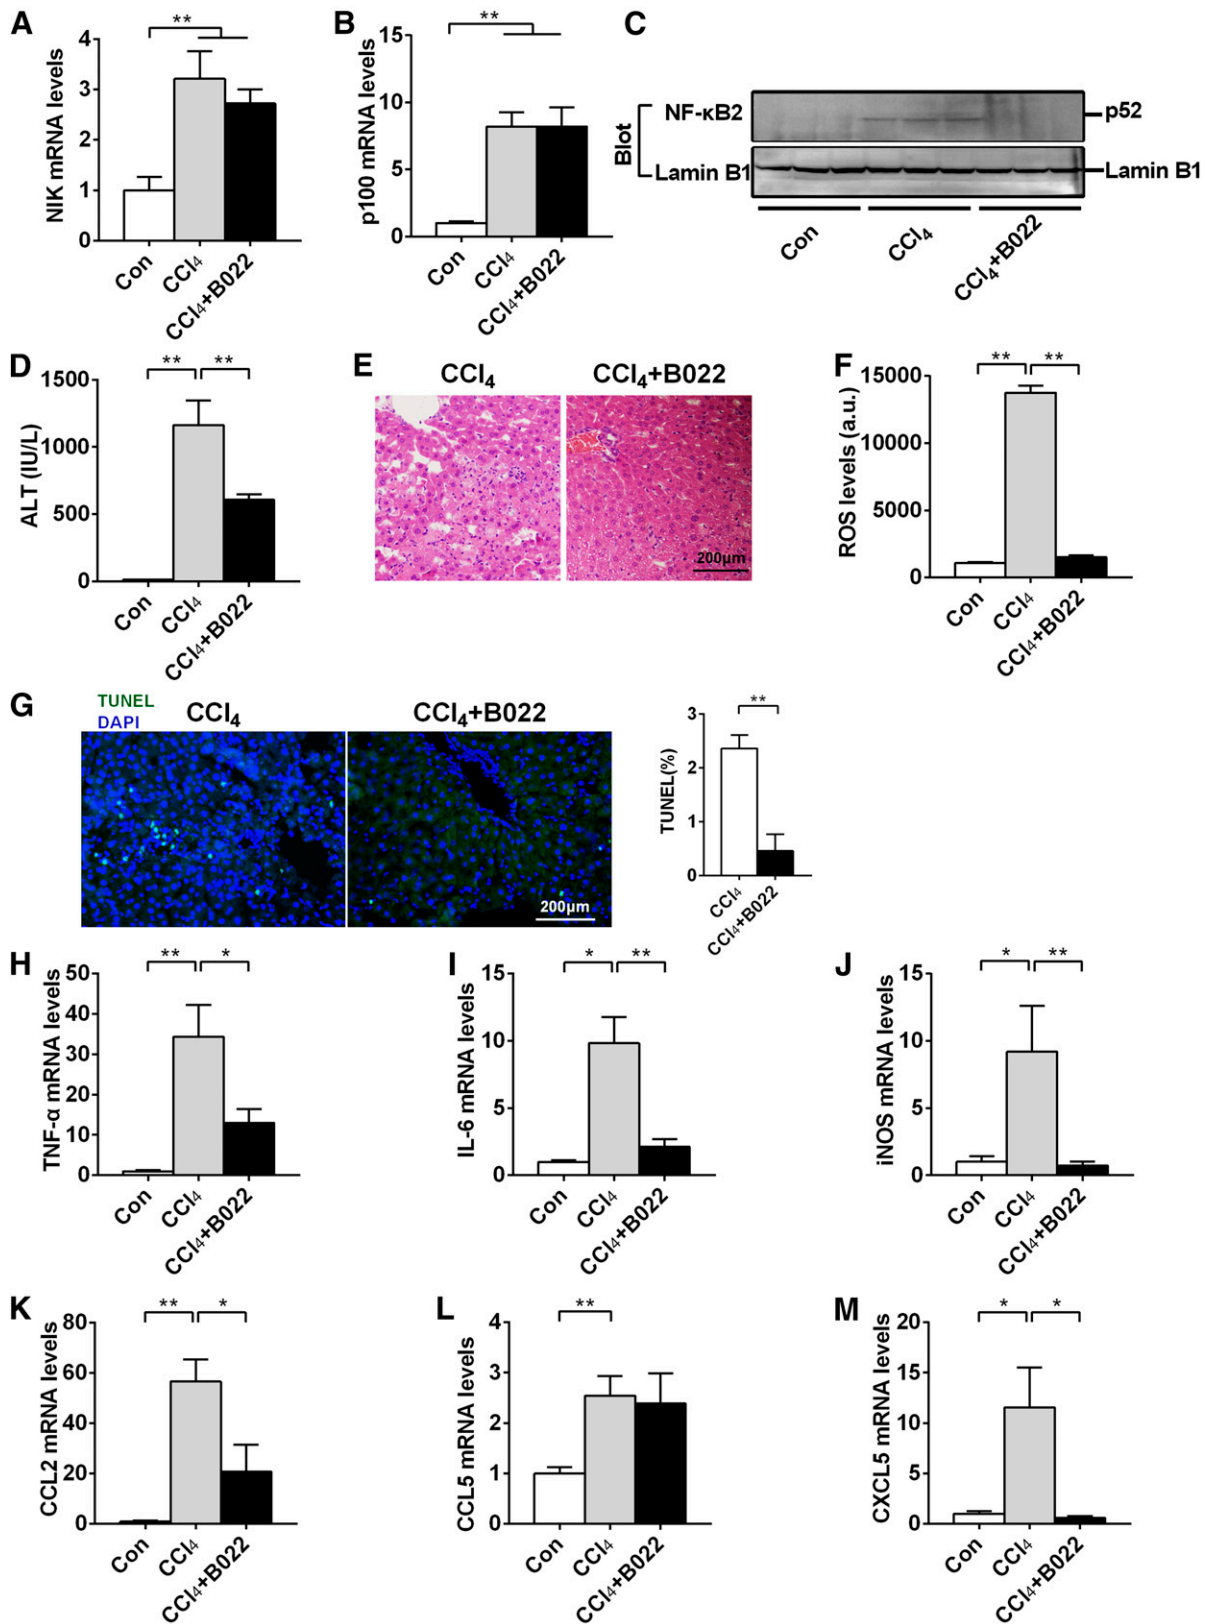 A
NIK mRNA levels
**
4
3
2
1
0
Con
CCl₄
CCl₄+B022
B
p100 mRNA levels
**
15
10
5
0
Con
CCl₄
CCl₄+B022
C
Blot
NF-κB2
p52
Lamin B1
Lamin B1
Con
CCl₄
CCl₄+B022
D
ALT (IU/L)
** **
1500
1000
500
0
Con
CCl₄
CCl₄+B022
E
CCl₄
CCl₄+B022
200μm
F
ROS levels (a.u.)
** **
15000
10000
5000
0
Con
CCl₄
CCl₄+B022
G
TUNEL
DAPI
CCl₄
CCl₄+B022
200μm
TUNEL(%)
**
3
2
1
0
CCl₄
CCl₄+B022
H
TNF-α mRNA levels
** *
50
40
30
20
10
0
Con
CCl₄
CCl₄+B022
I
IL-6 mRNA levels
* **
15
10
5
0
Con
CCl₄
CCl₄+B022
J
iNOS mRNA levels
* **
15
10
5
0
Con
CCl₄
CCl₄+B022
K
CCL2 mRNA levels
** *
80
60
40
20
0
Con
CCl₄
CCl₄+B022
L
CCL5 mRNA levels
**
4
3
2
1
0
Con
CCl₄
CCl₄+B022
M
CXCL5 mRNA levels
* *
20
15
10
5
0
Con
CCl₄
CCl₄+B022